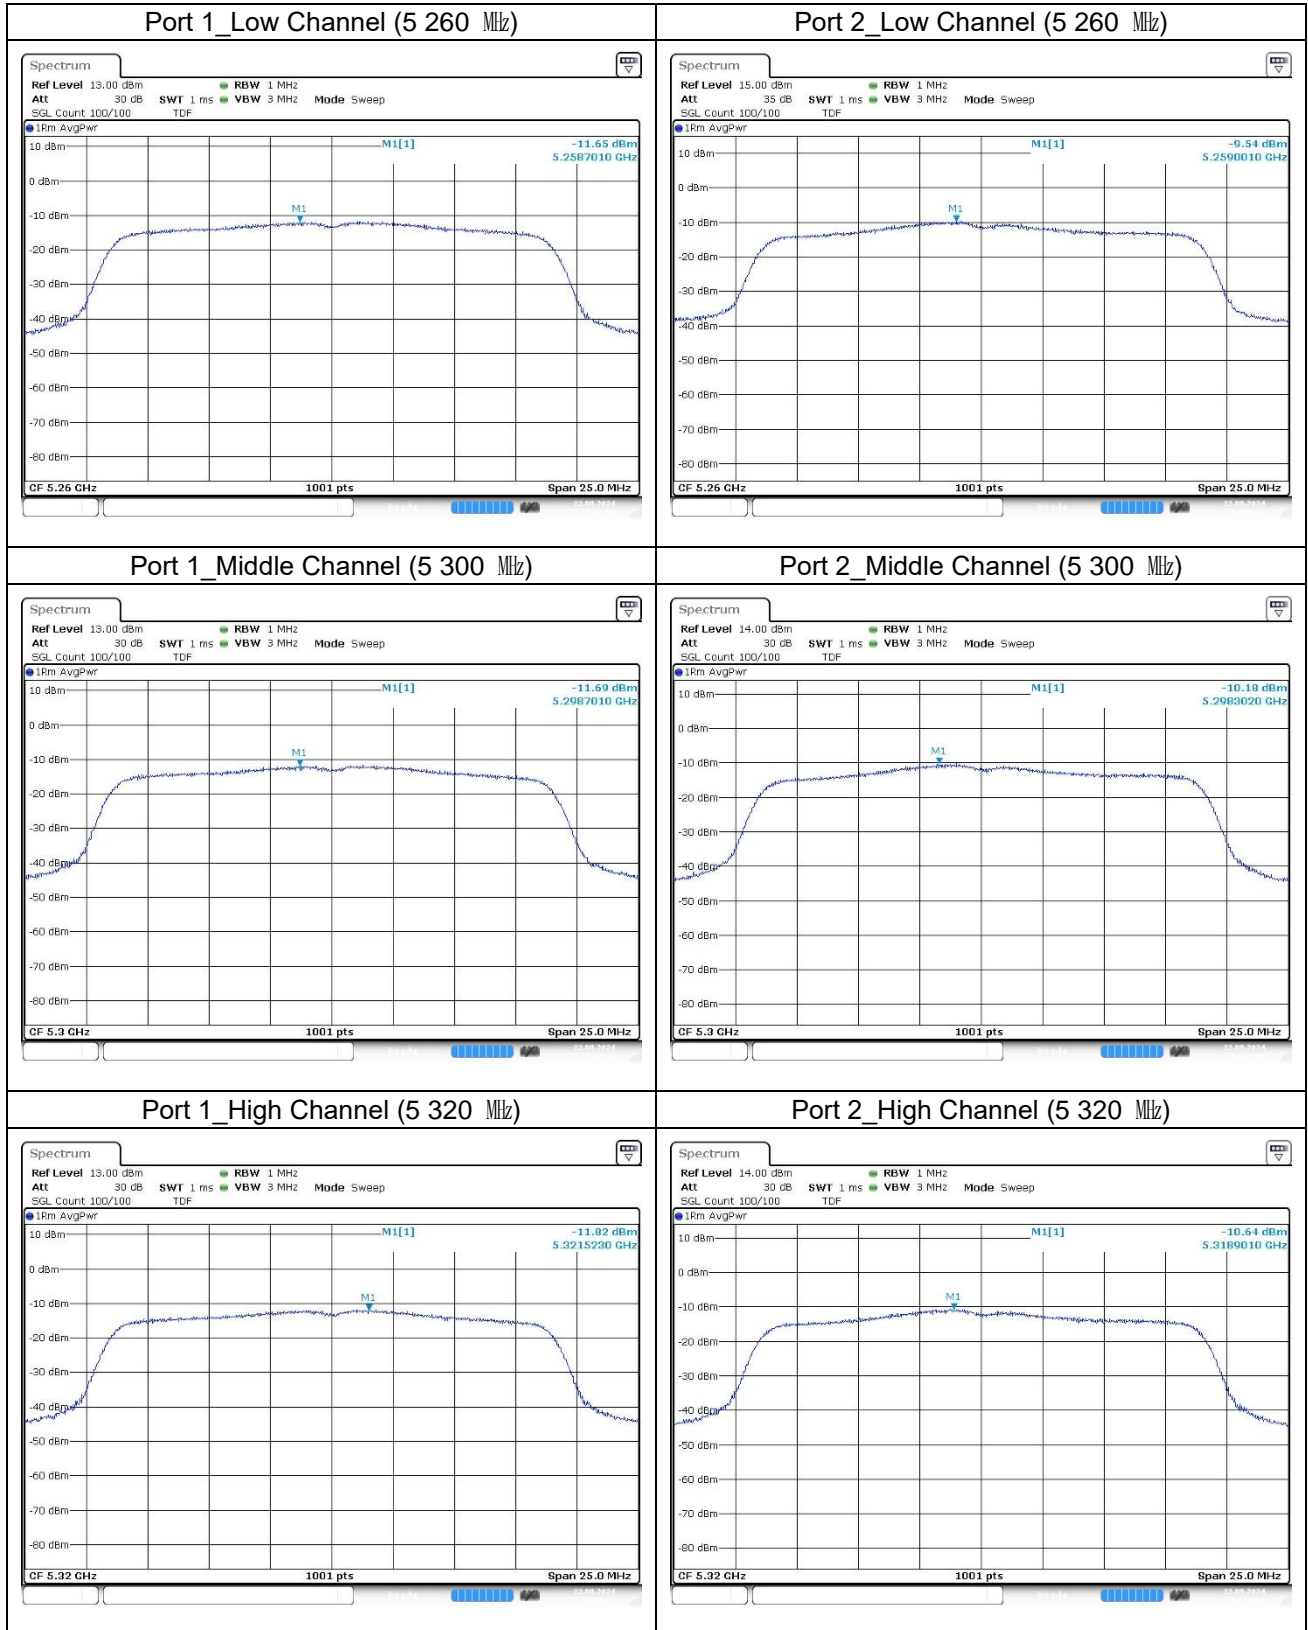 Port 1_Low Channel (5 260 ㎒)
Spectrum
Ref Level 13.00 dBm RBW 1 MHz
Att 30 dB SWT 1 ms VBW 3 MHz Mode Sweep
SGL Count 100/100 TDF
1Rm AvgPwr
M1[1] -11.65 dBm
5.2587010 GHz
10 dBm
0 dBm
M1
-10 dBm
-20 dBm
-30 dBm
-40 dBm
-50 dBm
-60 dBm
-70 dBm
-80 dBm
CF 5.26 GHz 1001 pts Span 25.0 MHz
Port 2_Low Channel (5 260 ㎒)
Spectrum
Ref Level 15.00 dBm RBW 1 MHz
Att 35 dB SWT 1 ms VBW 3 MHz Mode Sweep
SGL Count 100/100 TDF
1Rm AvgPwr
M1[1] -9.54 dBm
5.2590010 GHz
10 dBm
0 dBm
M1
-10 dBm
-20 dBm
-30 dBm
-40 dBm
-50 dBm
-60 dBm
-70 dBm
-80 dBm
CF 5.26 GHz 1001 pts Span 25.0 MHz
Port 1_Middle Channel (5 300 ㎒)
Spectrum
Ref Level 13.00 dBm RBW 1 MHz
Att 30 dB SWT 1 ms VBW 3 MHz Mode Sweep
SGL Count 100/100 TDF
1Rm AvgPwr
M1[1] -11.69 dBm
5.2987010 GHz
10 dBm
0 dBm
M1
-10 dBm
-20 dBm
-30 dBm
-40 dBm
-50 dBm
-60 dBm
-70 dBm
-80 dBm
CF 5.3 GHz 1001 pts Span 25.0 MHz
Port 2_Middle Channel (5 300 ㎒)
Spectrum
Ref Level 14.00 dBm RBW 1 MHz
Att 30 dB SWT 1 ms VBW 3 MHz Mode Sweep
SGL Count 100/100 TDF
1Rm AvgPwr
M1[1] -10.18 dBm
5.2983020 GHz
10 dBm
0 dBm
M1
-10 dBm
-20 dBm
-30 dBm
-40 dBm
-50 dBm
-60 dBm
-70 dBm
-80 dBm
CF 5.3 GHz 1001 pts Span 25.0 MHz
Port 1_High Channel (5 320 ㎒)
Spectrum
Ref Level 13.00 dBm RBW 1 MHz
Att 30 dB SWT 1 ms VBW 3 MHz Mode Sweep
SGL Count 100/100 TDF
1Rm AvgPwr
M1[1] -11.82 dBm
5.3215230 GHz
10 dBm
0 dBm
M1
-10 dBm
-20 dBm
-30 dBm
-40 dBm
-50 dBm
-60 dBm
-70 dBm
-80 dBm
CF 5.32 GHz 1001 pts Span 25.0 MHz
Port 2_High Channel (5 320 ㎒)
Spectrum
Ref Level 14.00 dBm RBW 1 MHz
Att 30 dB SWT 1 ms VBW 3 MHz Mode Sweep
SGL Count 100/100 TDF
1Rm AvgPwr
M1[1] -10.64 dBm
5.3189010 GHz
10 dBm
0 dBm
M1
-10 dBm
-20 dBm
-30 dBm
-40 dBm
-50 dBm
-60 dBm
-70 dBm
-80 dBm
CF 5.32 GHz 1001 pts Span 25.0 MHz